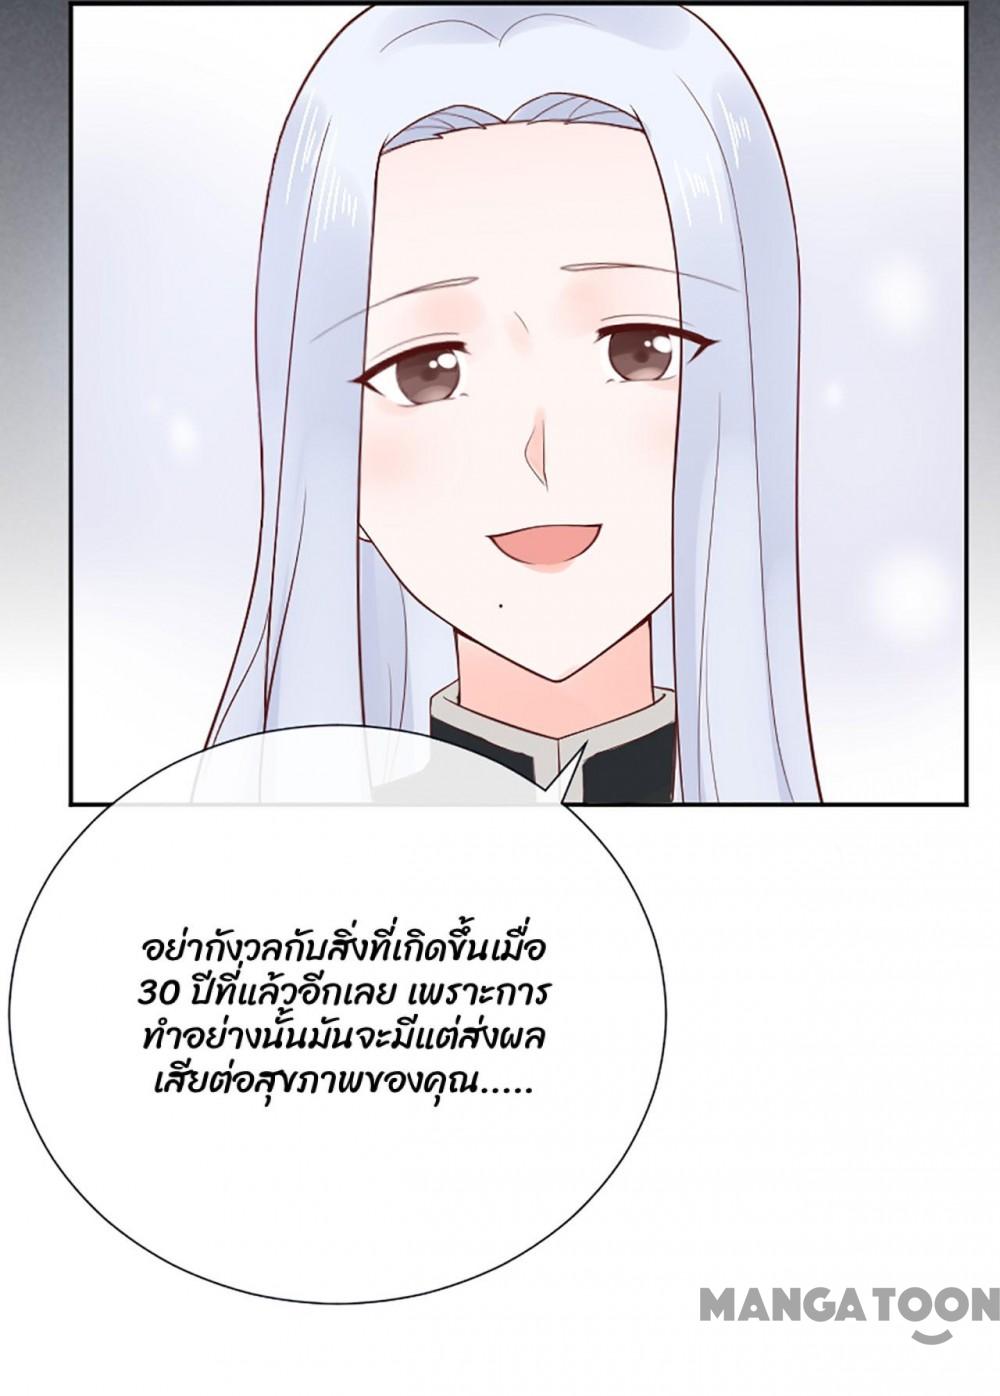 อย่ากังวลกับสิ่งที่เกิดขึ้นเมื่อ
30 ปีที่แล้วอีกเลย เพราะการ
ทำอย่างนั้นมันจะมีแต่ส่งผล
เสียต่อสุขภาพของคุณ.....
MANGA TOON